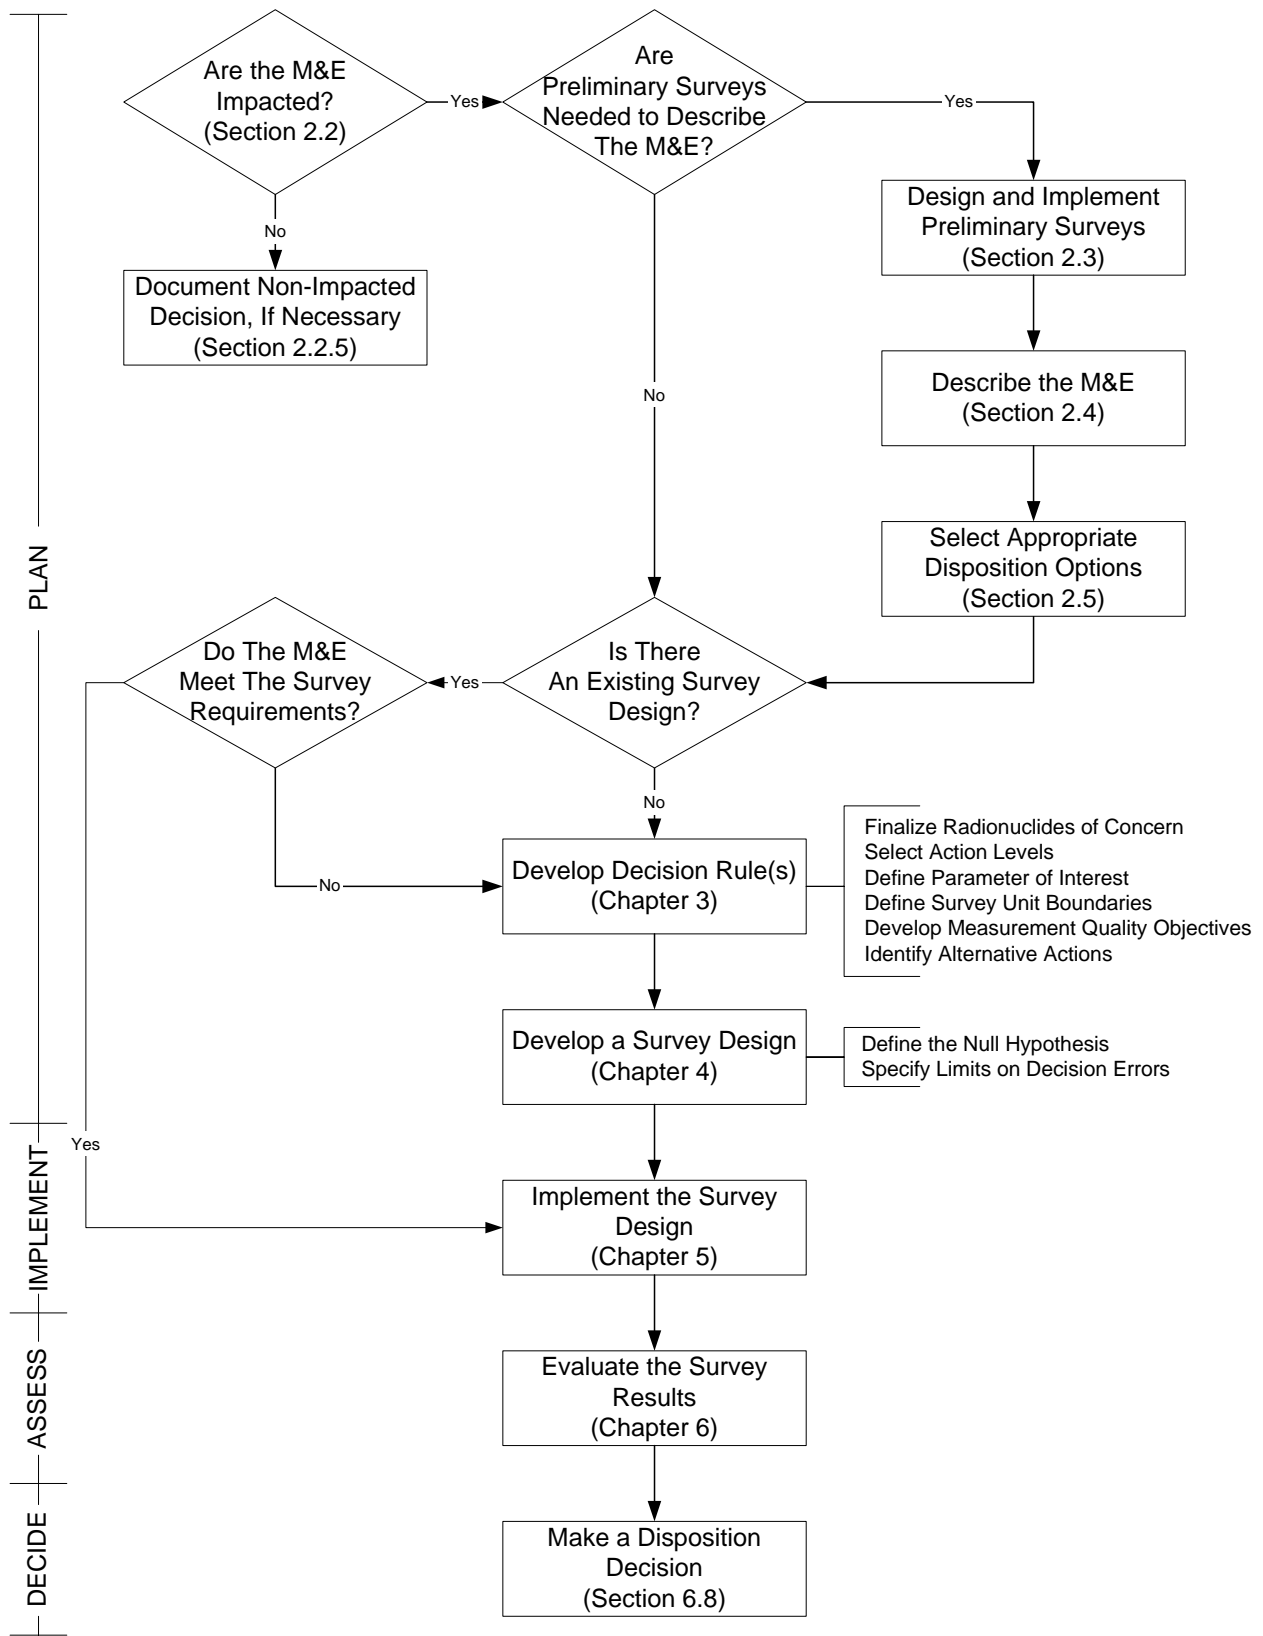 Are the M&E
Impacted?
(Section 2.2)
Yes
Are
Preliminary Surveys
Needed to Describe
The M&E?
Yes
No
Document Non-Impacted
Decision, If Necessary
(Section 2.2.5)
Design and Implement
Preliminary Surveys
(Section 2.3)
Describe the M&E
(Section 2.4)
No
Select Appropriate
Disposition Options
(Section 2.5)
PLAN
Do The M&E
Meet The Survey
Requirements?
Yes
Is There
An Existing Survey
Design?
No
Develop Decision Rule(s)
(Chapter 3)
No
Finalize Radionuclides of Concern
Select Action Levels
Define Parameter of Interest
Define Survey Unit Boundaries
Develop Measurement Quality Objectives
Identify Alternative Actions
Develop a Survey Design
(Chapter 4)
Define the Null Hypothesis
Specify Limits on Decision Errors
Yes
IMPLEMENT
Implement the Survey
Design
(Chapter 5)
ASSESS
Evaluate the Survey
Results
(Chapter 6)
DECIDE
Make a Disposition
Decision
(Section 6.8)